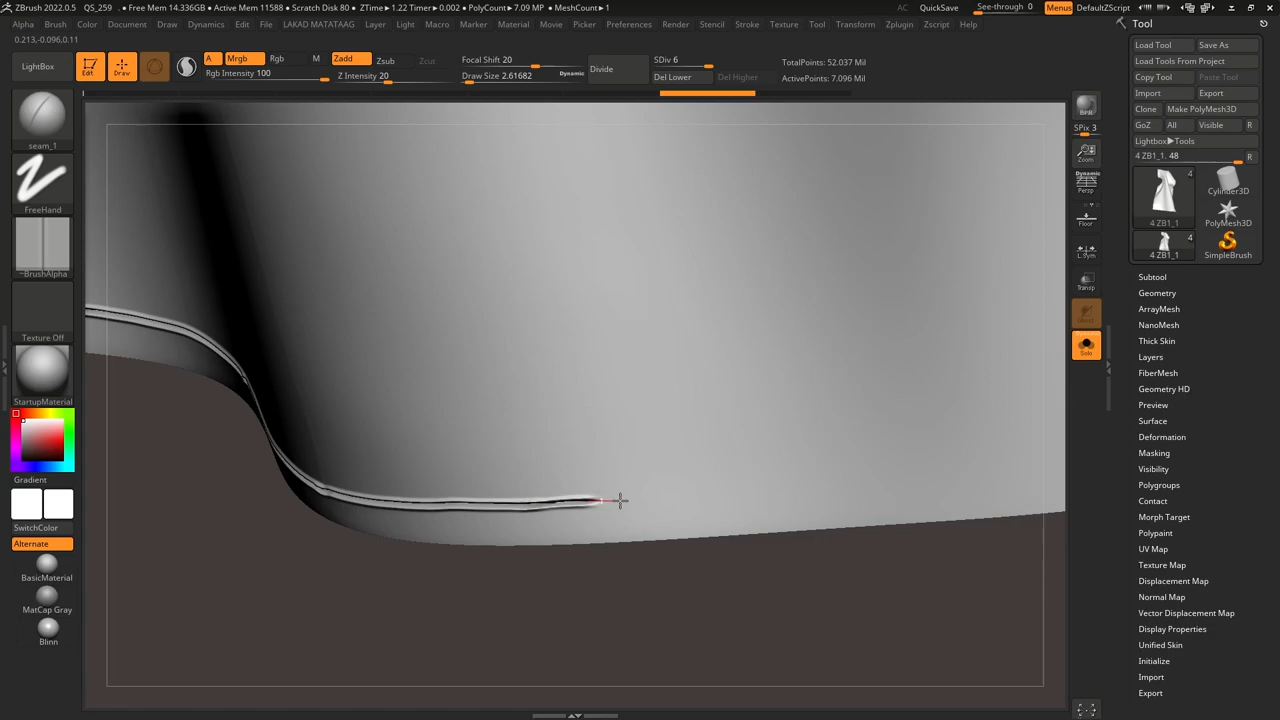 ZBrush 2022.0.5 QS_259 . ● Free Mem 14.336GB ● Active Mem 11588 ● Scratch Disk 80 ● ZTime►1.22 Timer►0.002 ● PolyCount►7.09 MP ● MeshCount►1 AC QuickSave See-through 0 Menus DefaultZScript
Alpha Brush Color Document Draw Dynamics Edit File LAKAD MATATAAG Layer Light Macro Marker Material Movie Picker Preferences Render Stencil Stroke Texture Tool Transform Zplugin Zscript Help
0.213,-0.096,0.11
LightBox
Edit
Draw
A Mrgb Rgb M
Rgb Intensity 100
Zadd Zsub Zcut
Z Intensity 20
Focal Shift 20
Draw Size 2.61682 Dynamic
Divide
SDiv 6
Del Lower Del Higher
TotalPoints: 52.037 Mil
ActivePoints: 7.096 Mil
seam_1
FreeHand
~BrushAlpha
Texture Off
StartupMaterial
Gradient
SwitchColor
Alternate
BasicMaterial
MatCap Gray
Blinn
BPR
SPix 3
Zoom
Dynamic
Persp
Floor
L.Sym
Transp
Solo
Tool
Load Tool Save As
Load Tools From Project
Copy Tool Paste Tool
Import Export
Clone Make PolyMesh3D
GoZ All Visible R
Lightbox►Tools
4 ZB1_1. 48 R
4
4 ZB1_1
Cylinder3D
PolyMesh3D
4
4 ZB1_1
SimpleBrush
Subtool
Geometry
ArrayMesh
NanoMesh
Thick Skin
Layers
FiberMesh
Geometry HD
Preview
Surface
Deformation
Masking
Visibility
Polygroups
Contact
Morph Target
Polypaint
UV Map
Texture Map
Displacement Map
Normal Map
Vector Displacement Map
Display Properties
Unified Skin
Initialize
Import
Export